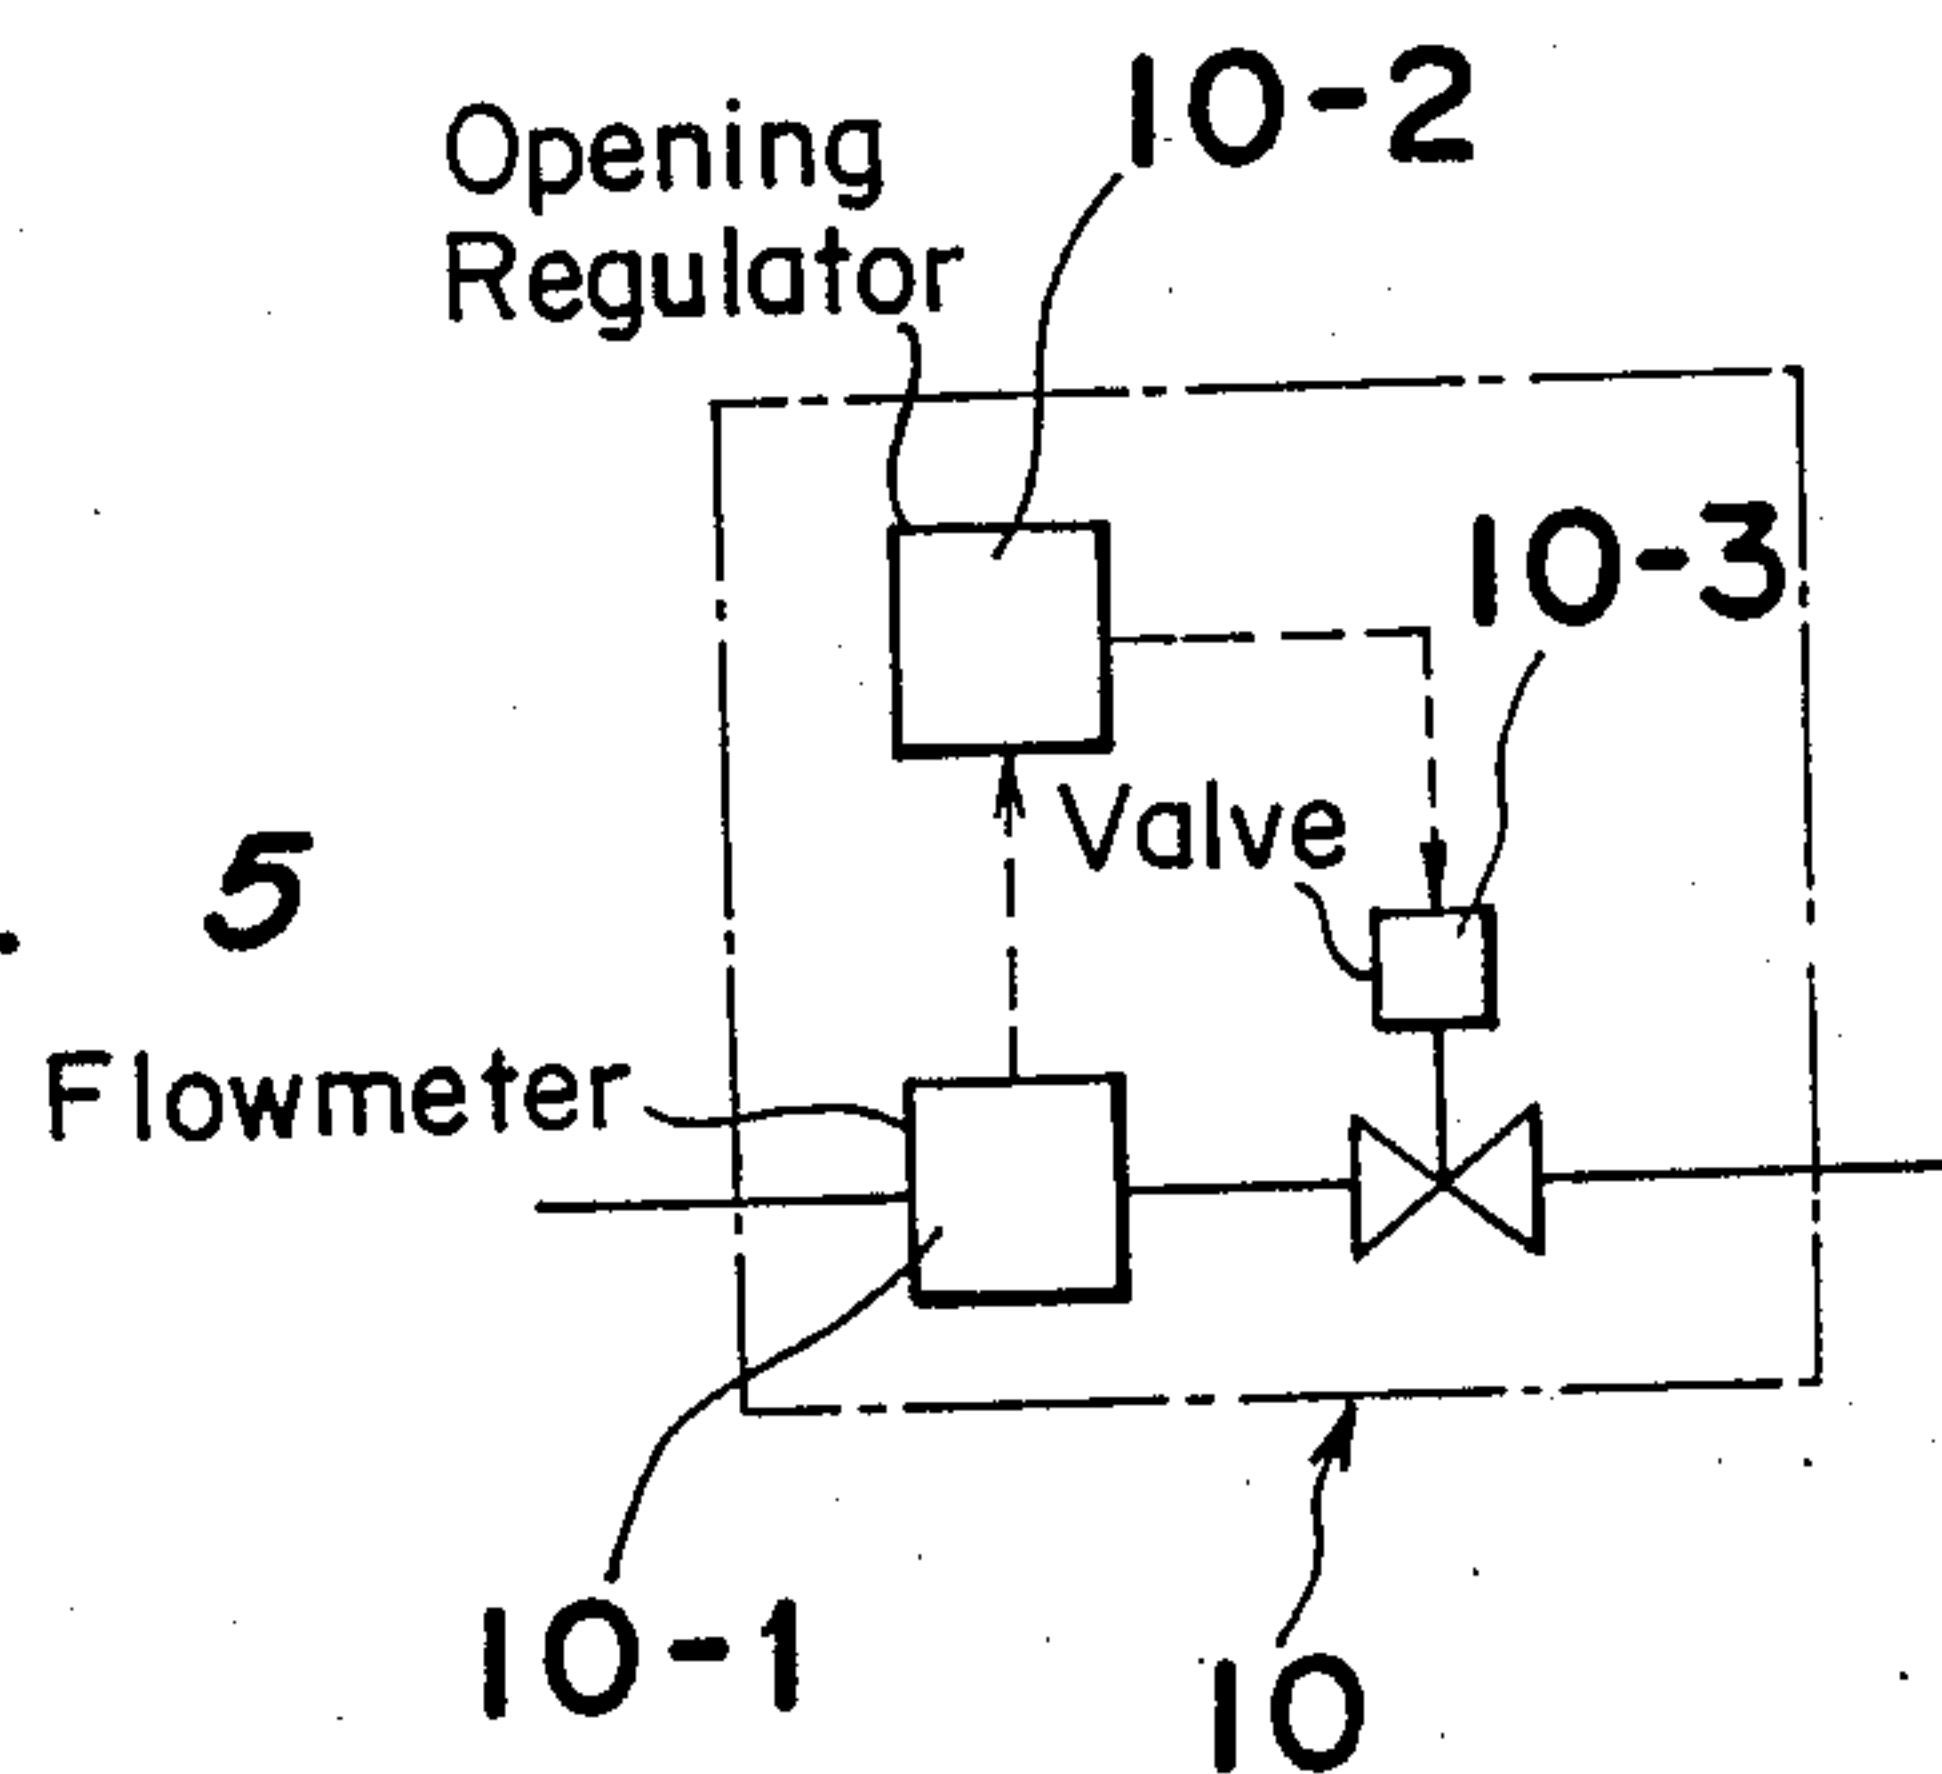 10-2
Opening
Regulator
10-3
Valve
. 5
Flowmeter
10-1
10